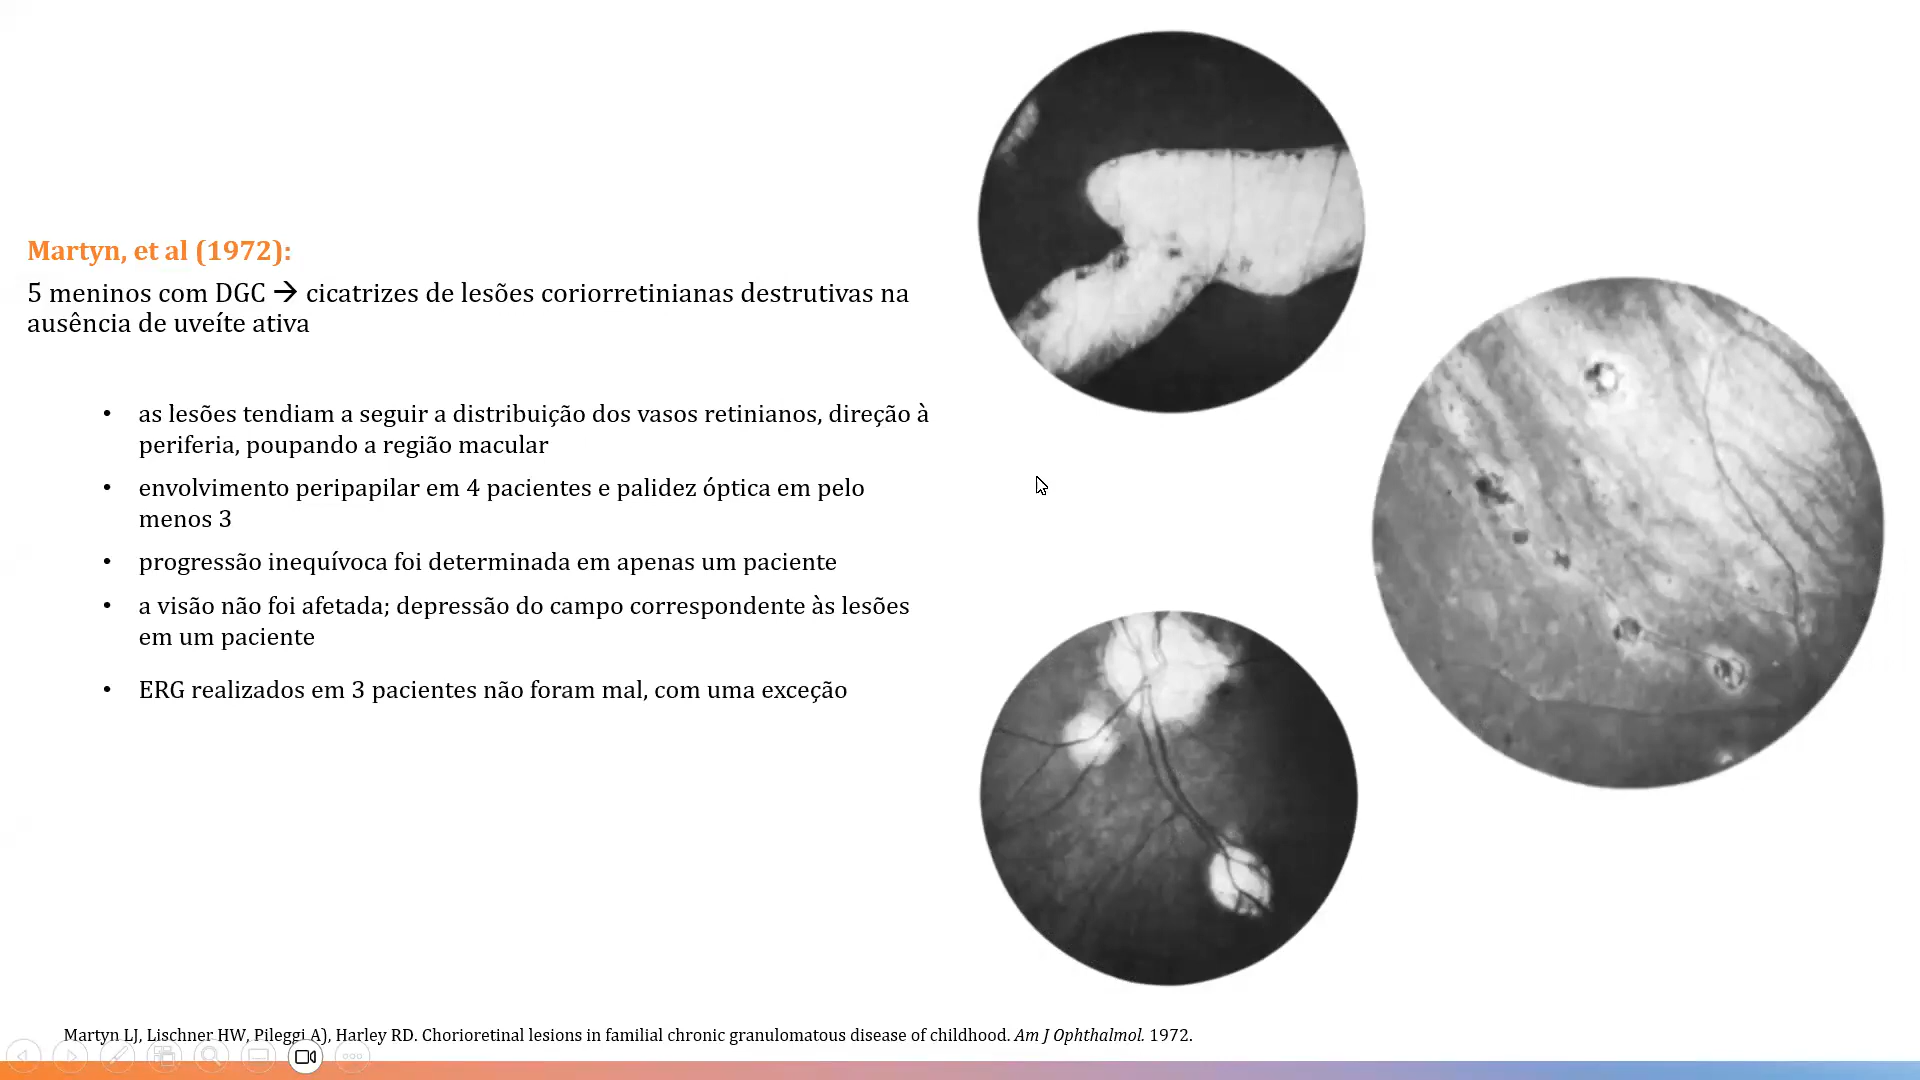 Martyn, et al (1972):
5 meninos com DGC → cicatrizes de lesões coriorretinianas destrutivas na
ausência de uveíte ativa
• as lesões tendiam a seguir a distribuição dos vasos retinianos, direção à
periferia, poupando a região macular
• envolvimento peripapilar em 4 pacientes e palidez óptica em pelo
menos 3
• progressão inequívoca foi determinada em apenas um paciente
• a visão não foi afetada; depressão do campo correspondente às lesões
em um paciente
• ERG realizados em 3 pacientes não foram mal, com uma exceção
Martyn LJ, Lischner HW, Pileggi A), Harley RD. Chorioretinal lesions in familial chronic granulomatous disease of childhood. Am J Ophthalmol. 1972.